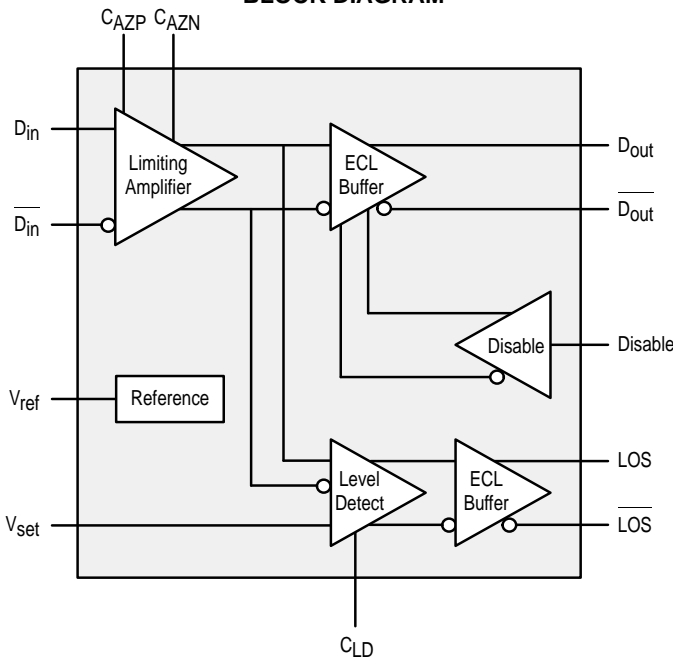 BLOCK DIAGRAM
CAZP CAZN
Din
Limiting
Amplifier
ECL
Buffer
Dout
Din
Dout
Disable
Disable
Vref
Reference
Level
Detect
ECL
Buffer
LOS
Vset
LOS
CLD